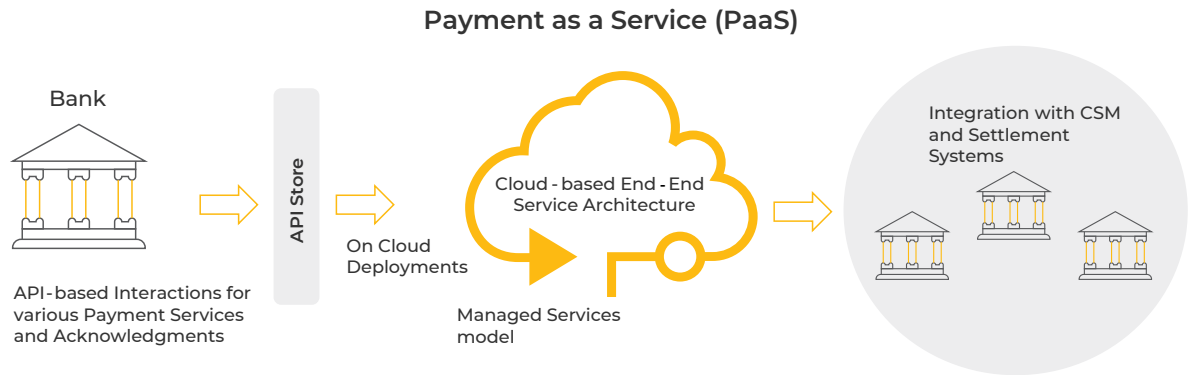 Payment as a Service (PaaS)
Bank
API-based Interactions for
various Payment Services
and Acknowledgments
API Store
On Cloud
Deployments
Cloud-based End-End
Service Architecture
Managed Services
model
Integration with CSM
and Settlement
Systems